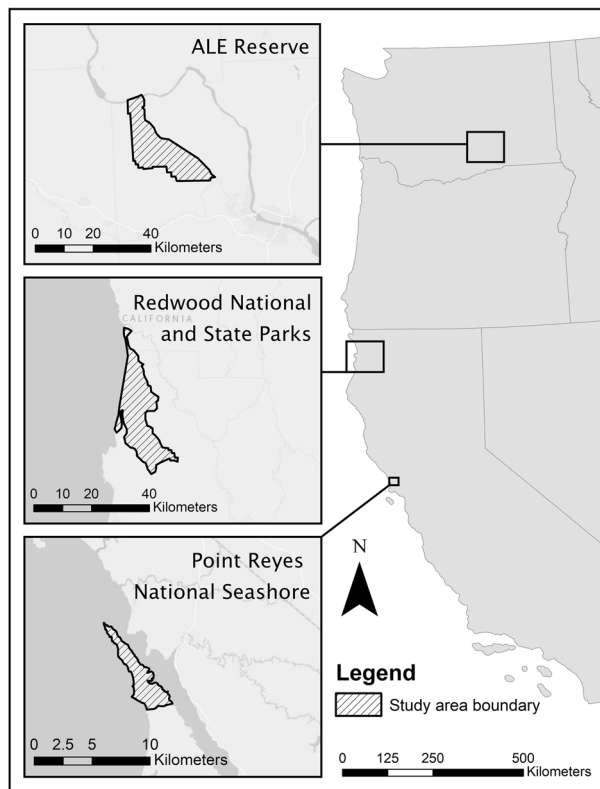 ALE Reserve
0 10 20 40
Kilometers
CALIFORNIA
Redwood National
and State Parks
0 10 20 40
Kilometers
Point Reyes
National Seashore
0 2.5 5 10
Kilometers
N
Legend
Study area boundary
0 125 250 500
Kilometers